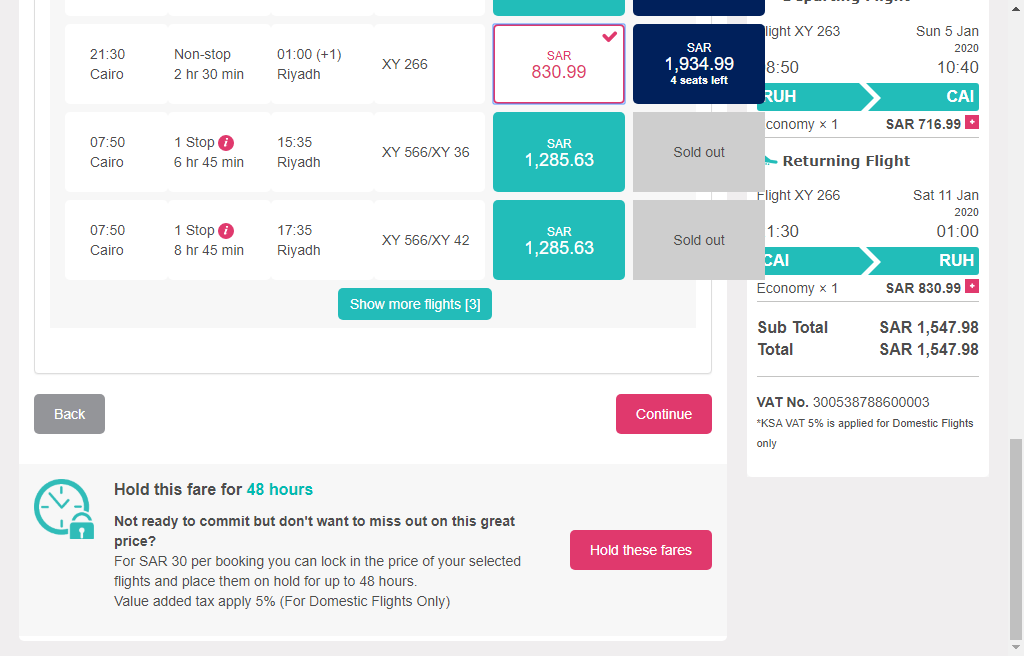 21:30
Cairo
Non-stop
2 hr 30 min
01:00 (+1)
Riyadh
XY 266
SAR
830.99
SAR
1,934.99
4 seats left
07:50
Cairo
1 Stop i
6 hr 45 min
15:35
Riyadh
XY 566/XY 36
SAR
1,285.63
Sold out
07:50
Cairo
1 Stop i
8 hr 45 min
17:35
Riyadh
XY 566/XY 42
SAR
1,285.63
Sold out
Show more flights [3]
Back
Continue
Hold this fare for 48 hours
Not ready to commit but don't want to miss out on this great
price?
For SAR 30 per booking you can lock in the price of your selected
flights and place them on hold for up to 48 hours.
Value added tax apply 5% (For Domestic Flights Only)
Hold these fares
XY 263
Sun 5 Jan
2020
8:50
10:40
RUH
CAI
conomy × 1
SAR 716.99 +
Returning Flight
Flight XY 266
Sat 11 Jan
2020
1:30
01:00
CAI
RUH
Economy × 1
SAR 830.99 +
Sub Total
SAR 1,547.98
Total
SAR 1,547.98
VAT No. 300538788600003
*KSA VAT 5% is applied for Domestic Flights
only